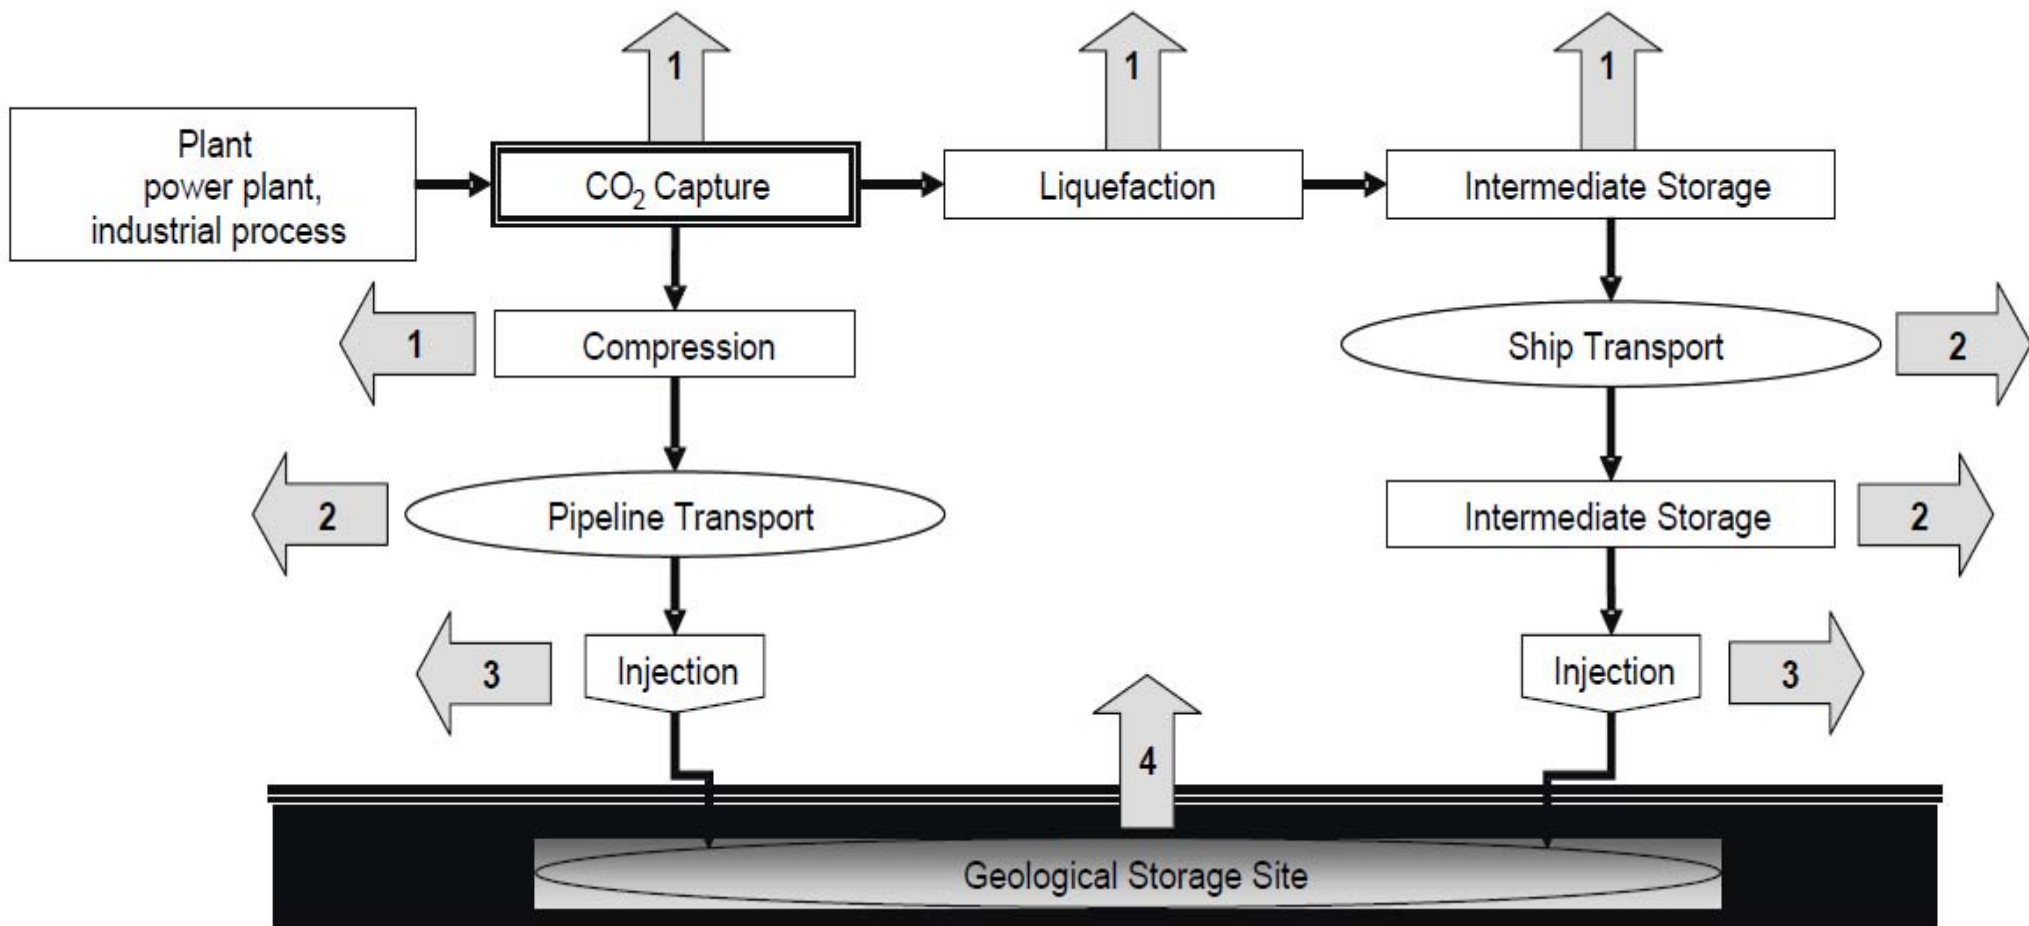 1
1
1
Plant
power plant,
industrial process
CO₂ Capture
Liquefaction
Intermediate Storage
1
Compression
Ship Transport
2
2
Pipeline Transport
Intermediate Storage
2
3
Injection
Injection
3
4
Geological Storage Site